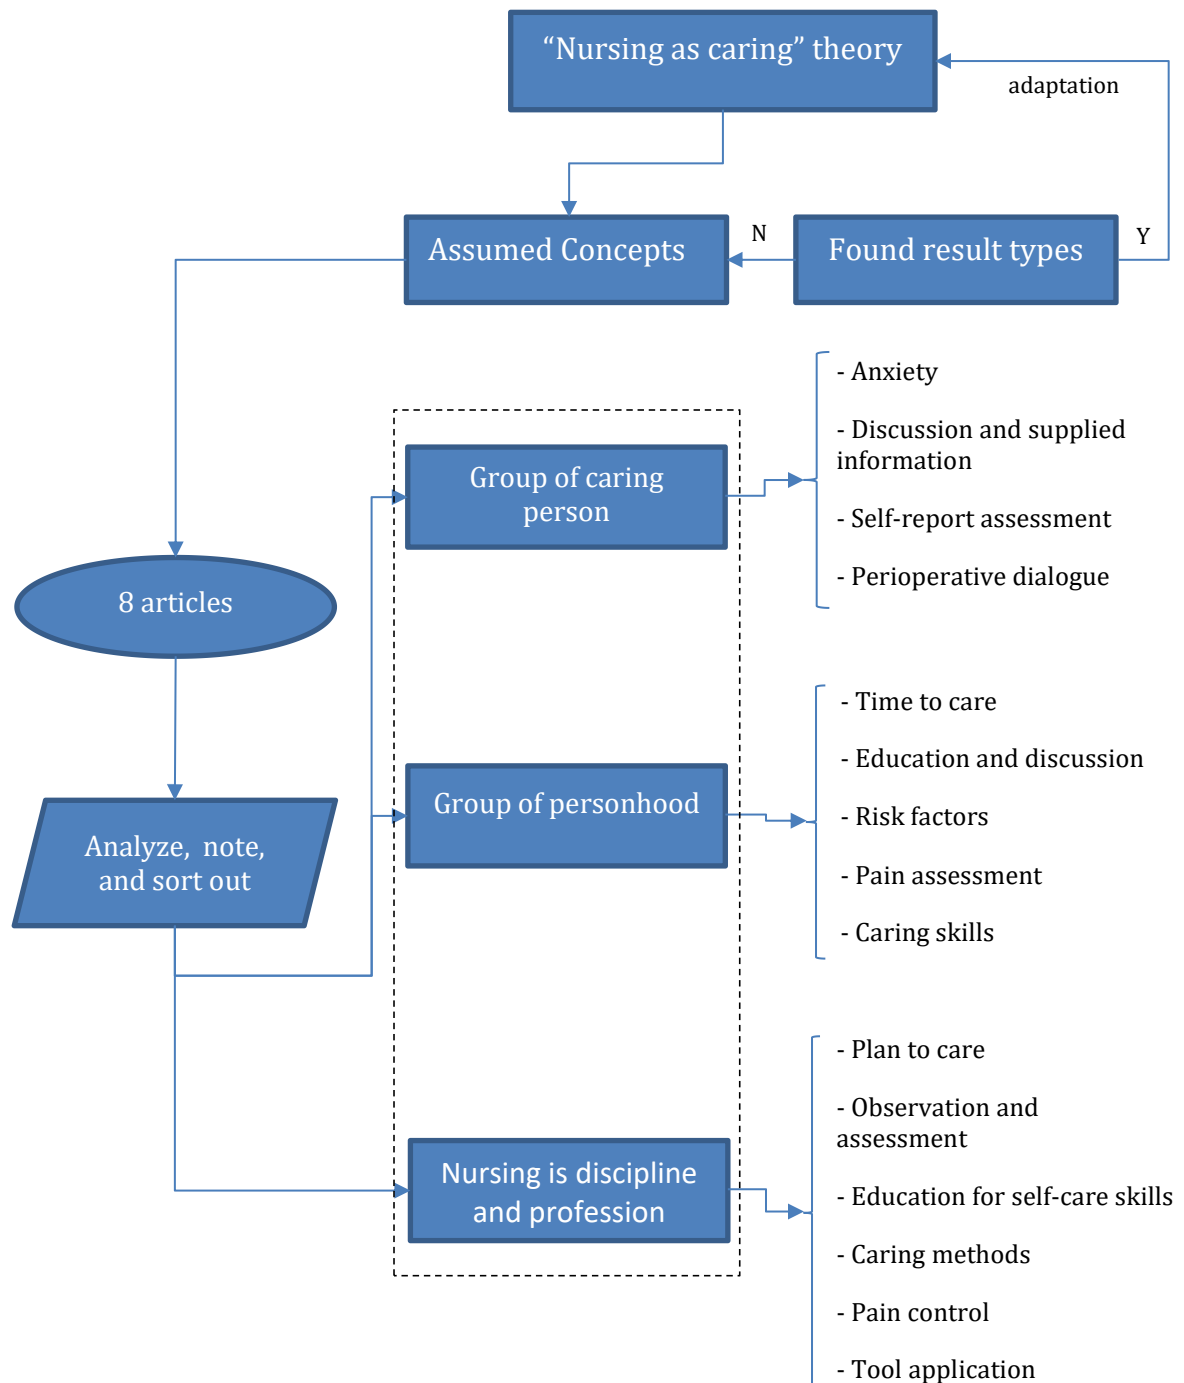 “Nursing as caring” theory
adaptation
Assumed Concepts
N
Found result types
Y
- Anxiety
- Discussion and supplied
information
- Self-report assessment
- Perioperative dialogue
Group of caring
person
8 articles
- Time to care
- Education and discussion
- Risk factors
- Pain assessment
- Caring skills
Group of personhood
Analyze, note,
and sort out
- Plan to care
- Observation and
assessment
- Education for self-care skills
- Caring methods
- Pain control
- Tool application
Nursing is discipline
and profession